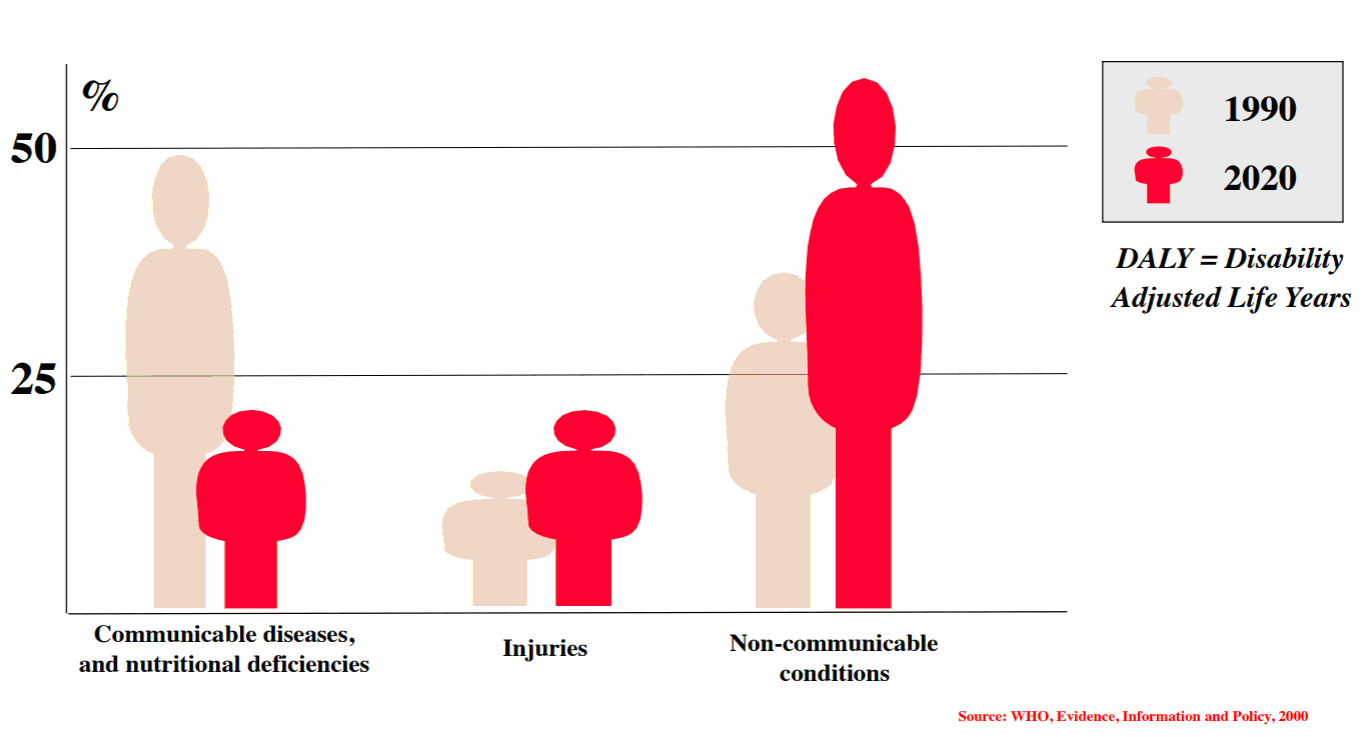 %
50
25
1990
2020
DALY = Disability
Adjusted Life Years
Communicable diseases,
and nutritional deficiencies
Injuries
Non-communicable
conditions
Source: WHO, Evidence, Information and Policy, 2000